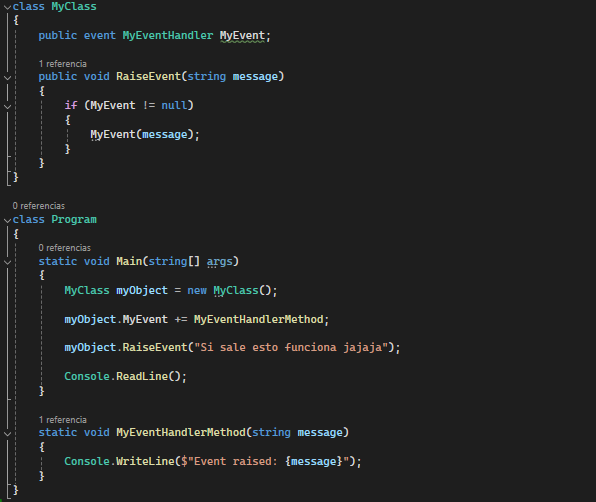 class MyClass
{
public event MyEventHandler MyEvent;
1 referencia
public void RaiseEvent(string message)
{
if (MyEvent != null)
{
MyEvent(message);
}
}
}
0 referencias
class Program
{
0 referencias
static void Main(string[] args)
{
MyClass myObject = new MyClass();
myObject.MyEvent += MyEventHandlerMethod;
myObject.RaiseEvent("Si sale esto funciona jajaja");
Console.ReadLine();
}
1 referencia
static void MyEventHandlerMethod(string message)
{
Console.WriteLine($"Event raised: {message}");
}
}